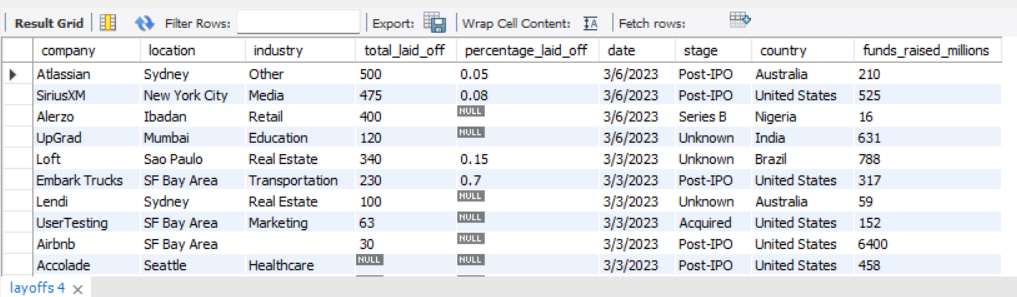 Result Grid Filter Rows: Export: Wrap Cell Content: IA Fetch rows:
company location industry total_laid_off percentage_laid_off date stage country funds_raised_millions
Atlassian Sydney Other 500 0.05 3/6/2023 Post-IPO Australia 210
SiriusXM New York City Media 475 0.08 3/6/2023 Post-IPO United States 525
Alerzo Ibadan Retail 400 NULL 3/6/2023 Series B Nigeria 16
UpGrad Mumbai Education 120 NULL 3/6/2023 Unknown India 631
Loft Sao Paulo Real Estate 340 0.15 3/3/2023 Unknown Brazil 788
Embark Trucks SF Bay Area Transportation 230 0.7 3/3/2023 Post-IPO United States 317
Lendi Sydney Real Estate 100 NULL 3/3/2023 Unknown Australia 59
UserTesting SF Bay Area Marketing 63 NULL 3/3/2023 Acquired United States 152
Airbnb SF Bay Area 30 NULL 3/3/2023 Post-IPO United States 6400
Accolade Seattle Healthcare NULL NULL 3/3/2023 Post-IPO United States 458
layoffs 4